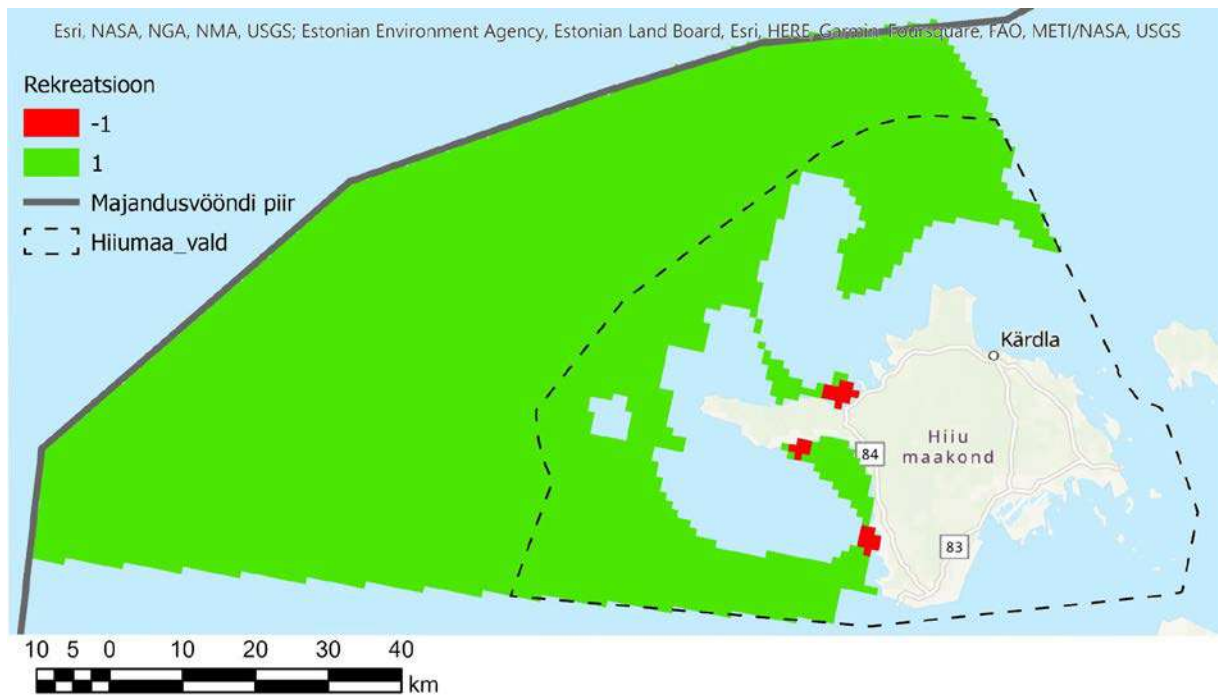 Esri, NASA, NGA, NMA, USGS; Estonian Environment Agency, Estonian Land Board, Esri, HERE, Garmin, Foursquare, FAO, METI/NASA, USGS
Rekreatsioon
-1
1
Majandusvööndi piir
Hiiumaa_vald
Kärdla
Hiiu
maakond
84
83
10 5 0 10 20 30 40
km